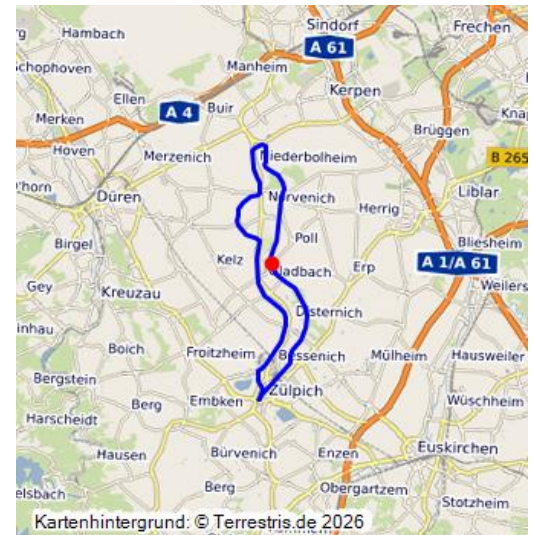 Sindorf
Hambach
Frechen
A 61
Schophoven
Manheim
Ellen
Kerpen
A 4
Buir
Merken
Brüggen
Hoven
Merzenich
Niederbolheim
B 265
Düren
Nörvenich
Liblar
Herrig
Birgel
Poll
Bliesheim
Kelz
Gladbach
Erp
A 1/A 61
Gey
Kreuzau
Weilers
Disternich
inhau
Boich
Froitzheim
Bessenich
Mülheim
Hausweiler
Bergstein
Zülpich
Berg
Embken
Wüschheim
Harscheidt
Hausen
Bürvenich
Enzen
Euskirchen
Berg
Obergartzem
elsbach
Stotzheim
Kartenhintergrund: © Terrestris.de 2026